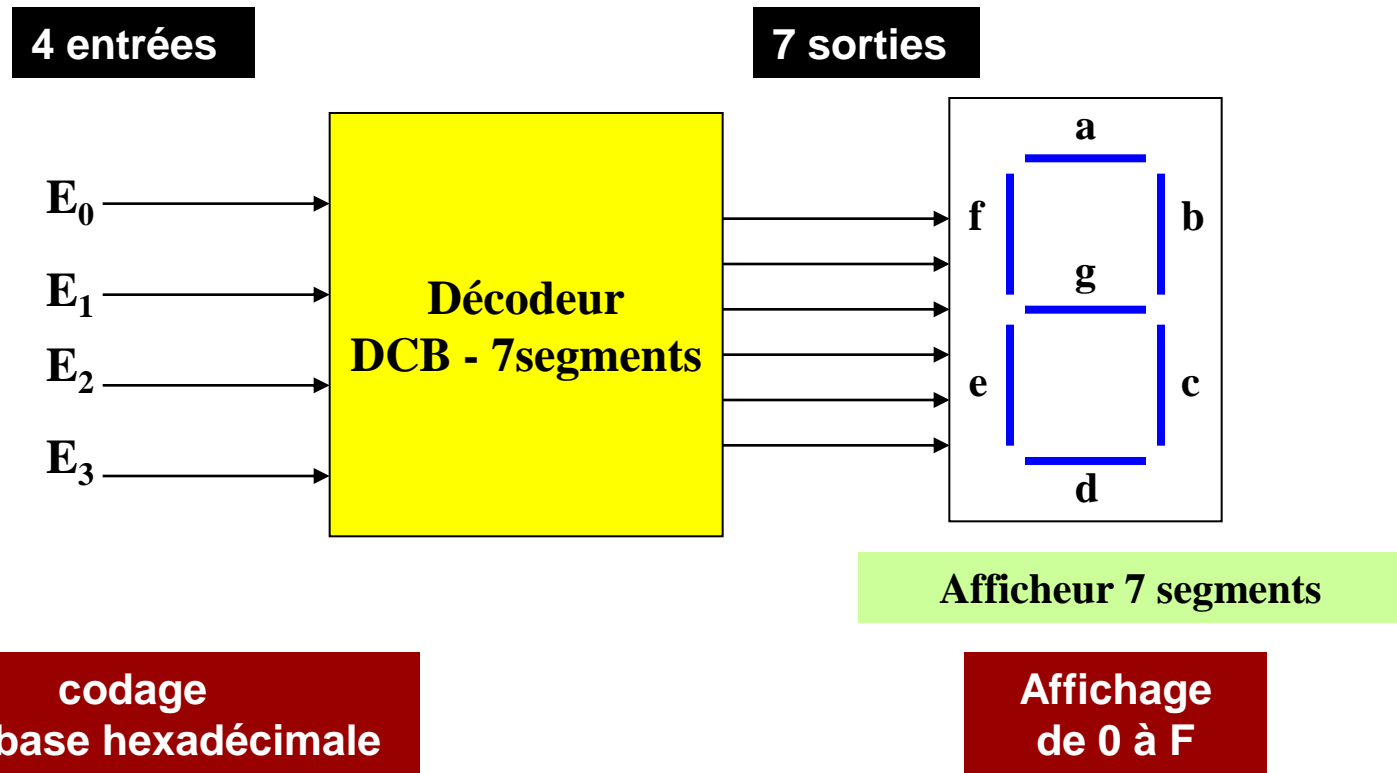 4 entrées
7 sorties
E0
E1
E2
E3
Décodeur
DCB - 7segments
a
f
b
g
e
c
d
Afficheur 7 segments
codage
base hexadécimale
Affichage
de 0 à F